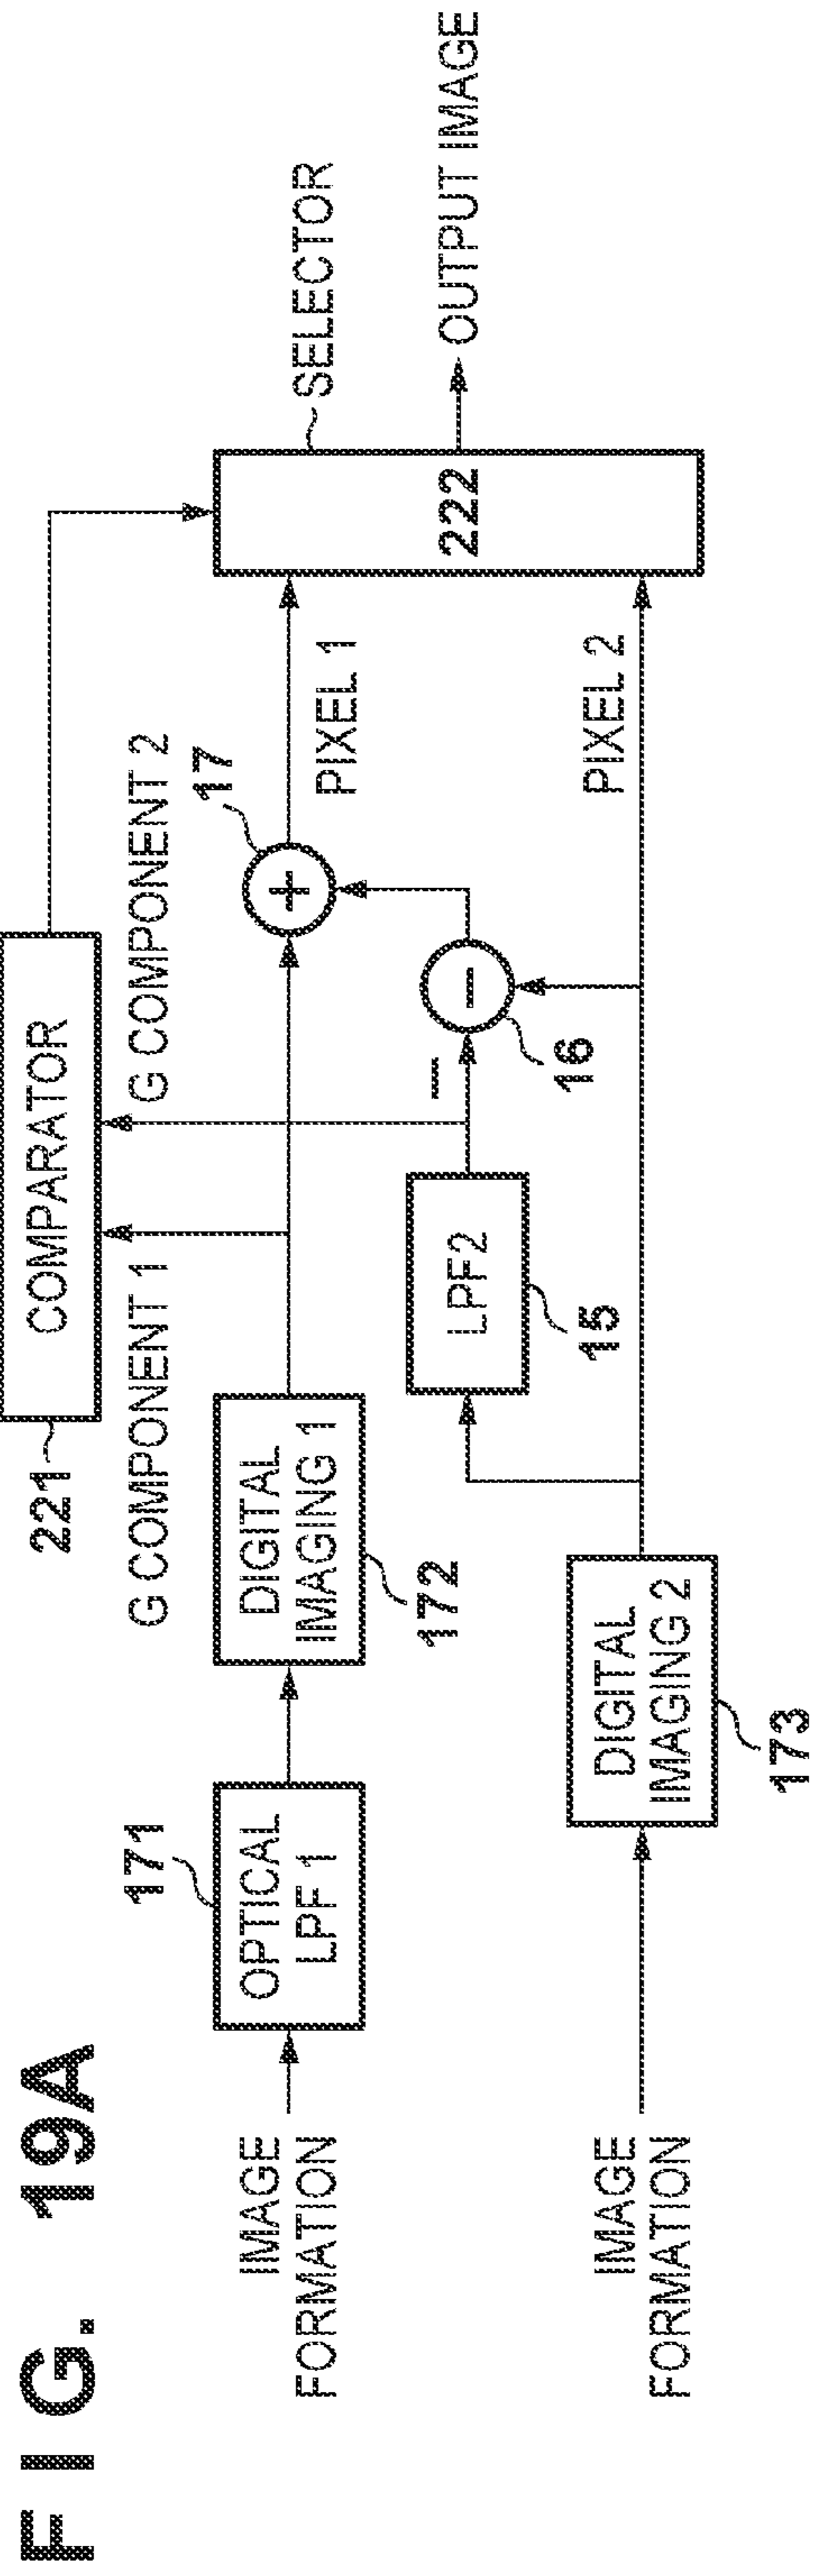 FIG. 19A
221
COMPARATOR
G COMPONENT 1
G COMPONENT 2
171
17
SELECTOR
IMAGE
FORMATION
OPTICAL
LPF 1
DIGITAL
IMAGING 1
+
PIXEL 1
172
222
OUTPUT IMAGE
LPF2
15
−
−
16
PIXEL 2
IMAGE
FORMATION
DIGITAL
IMAGING 2
173